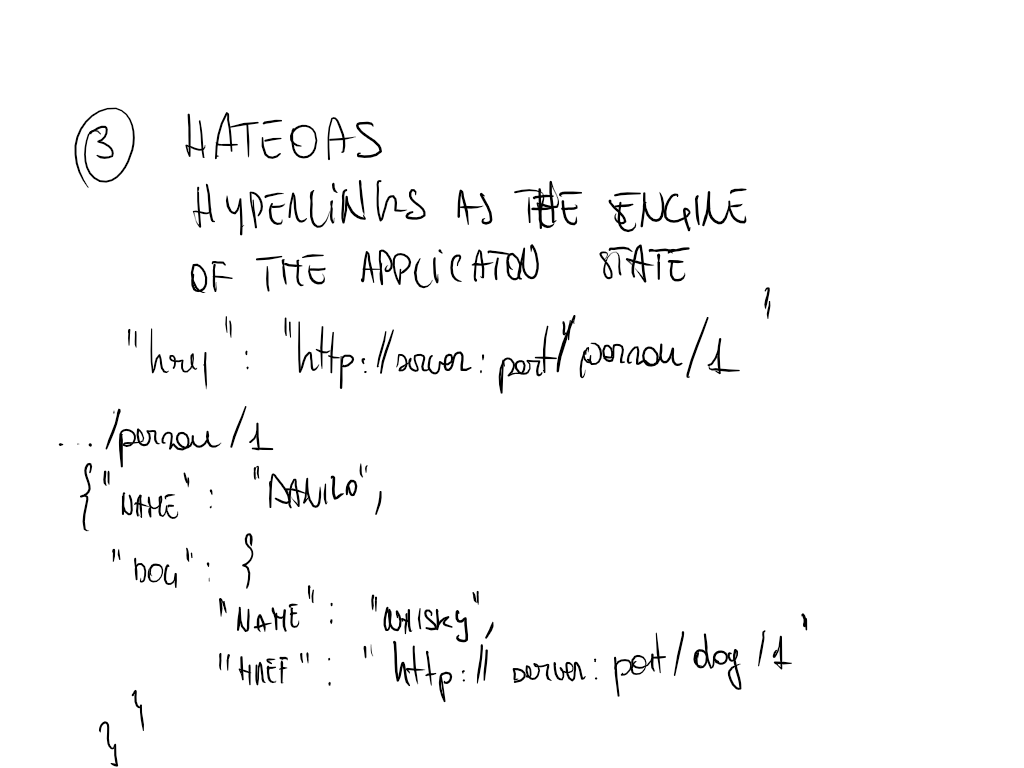 3 HATEOAS
HYPERLINKS AS THE ENGINE
OF THE APPLICATON STATE
"href": "http://server:port/person/1"
.../person/1
{"NAME": "DANILO",
"DOG": {
"NAME": "WHISKY",
"HREF": "http://server:port/dog/1"
}
}